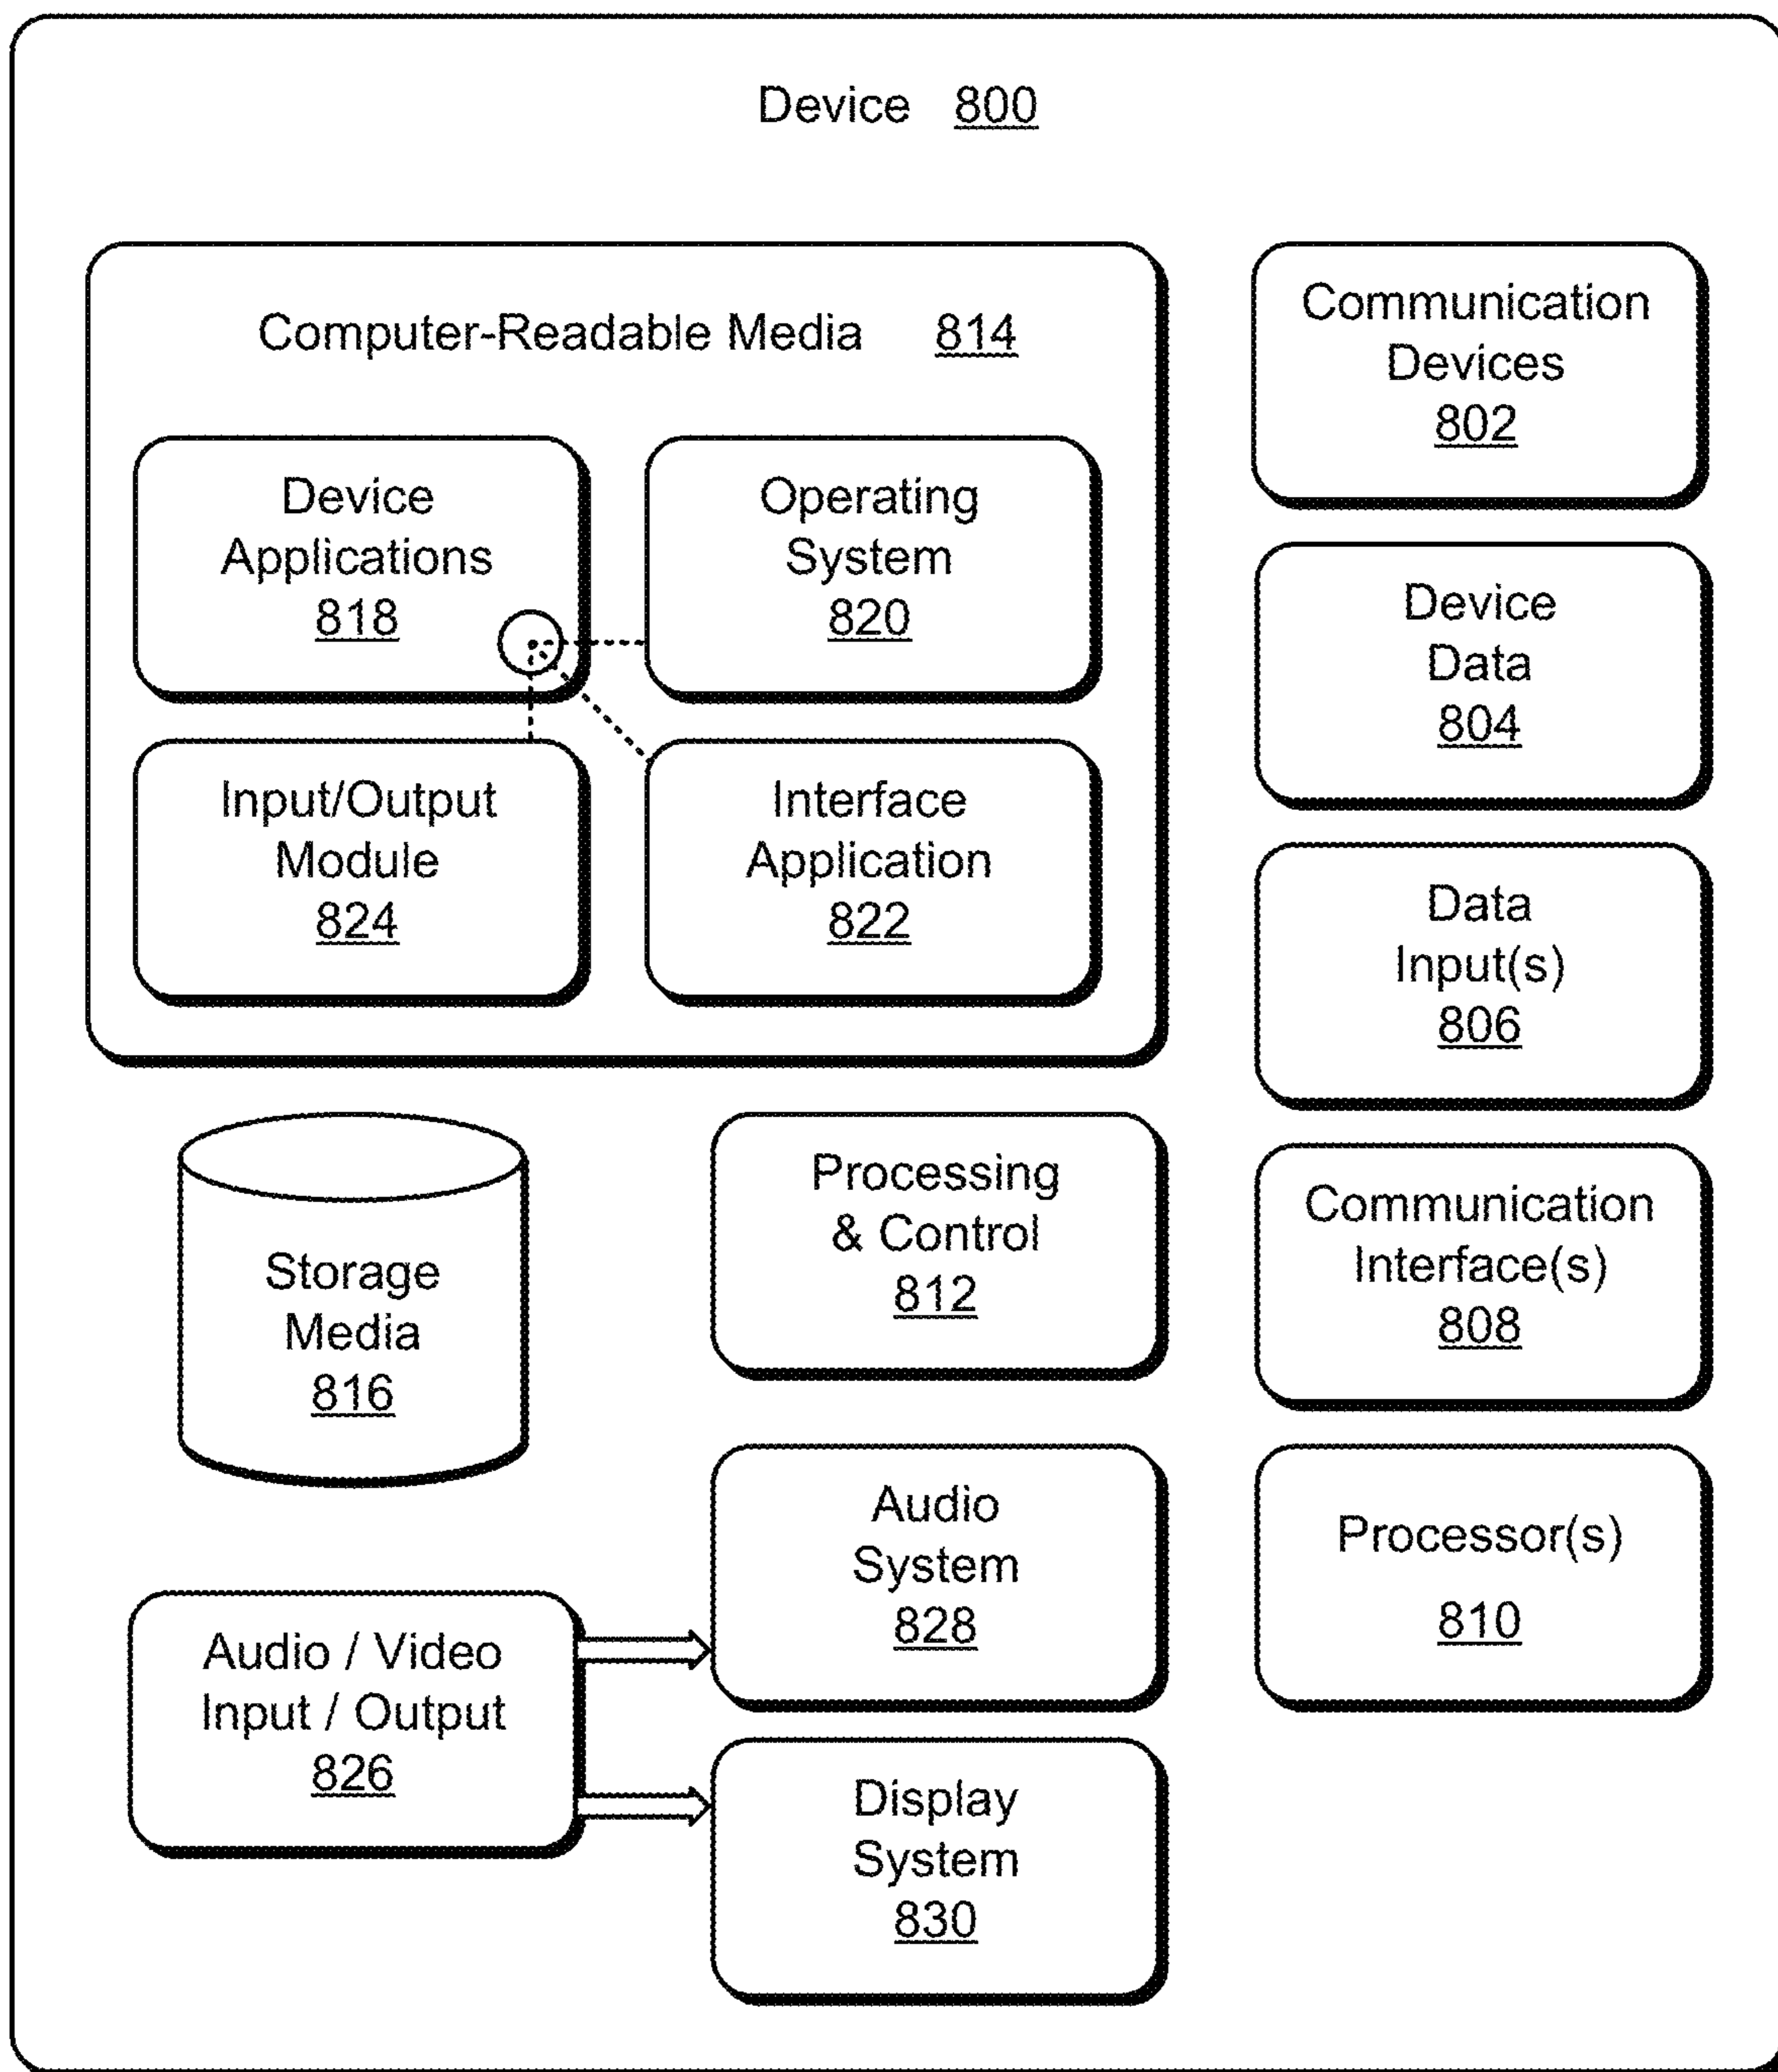 Device 800
Computer-Readable Media 814
Device
Applications
818
Operating
System
820
Input/Output
Module
824
Interface
Application
822
Communication
Devices
802
Device
Data
804
Data
Input(s)
806
Communication
Interface(s)
808
Processor(s)
810
Storage
Media
816
Processing
& Control
812
Audio / Video
Input / Output
826
Audio
System
828
Display
System
830